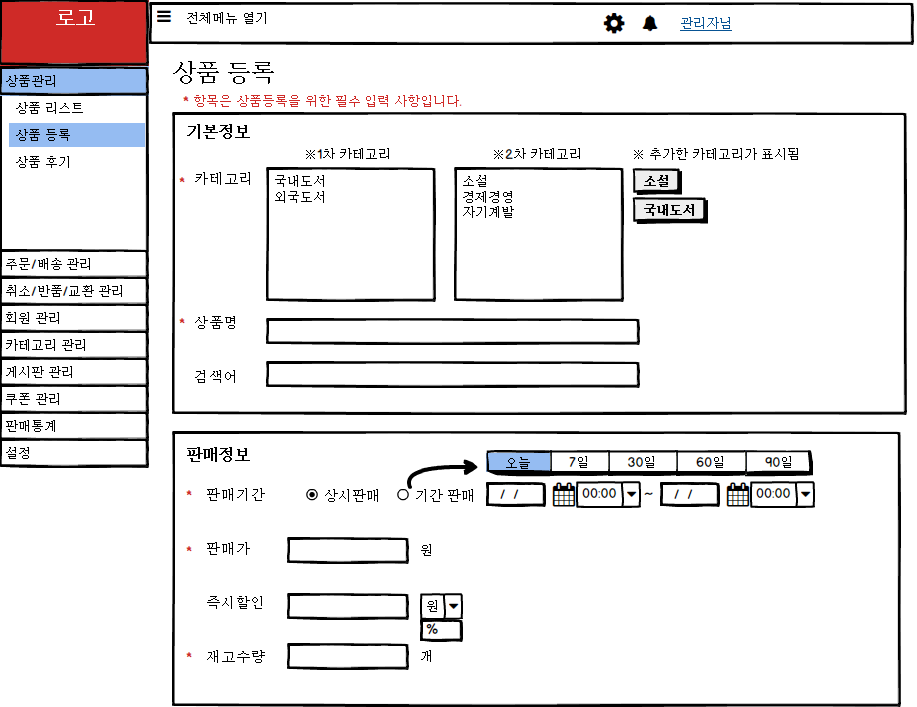 로고
전체메뉴 열기
관리자님
상품관리
상품 리스트
상품 등록
상품 후기
주문/배송 관리
취소/반품/교환 관리
회원 관리
카테고리 관리
게시판 관리
쿠폰 관리
판매통계
설정
상품 등록
* 항목은 상품등록을 위한 필수 입력 사항입니다.
기본정보
※1차 카테고리
※2차 카테고리
※ 추가한 카테고리가 표시됨
* 카테고리
국내도서
외국도서
소설
경제경영
자기계발
소설
국내도서
* 상품명
검색어
판매정보
오늘 7일 30일 60일 90일
* 판매기간 상시판매 기간 판매 / / 00:00 ~ / / 00:00
* 판매가 원
즉시할인 원
%
* 재고수량 개